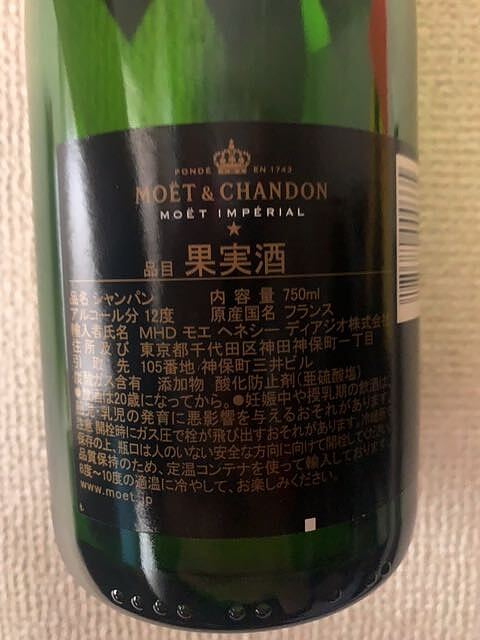 FONDÉ EN 1743
MOËT & CHANDON
MOËT IMPÉRIAL
品目 果実酒
品名 シャンパン 内容量 750ml
アルコール分 12度 原産国名 フランス
輸入者氏名 MHD モエ ヘネシー ディアジオ株式会社
住所及び 東京都千代田区神田神保町一丁目
引取先 105番地 神保町三井ビル
炭酸ガス含有 添加物 酸化防止剤(亜硫酸塩)
●飲酒は20歳になってから。●妊娠中や授乳期の飲酒は、
胎児・乳児の発育に悪影響を与えるおそれがあります。
注意 開栓時にガス圧で栓が飛び出すおそれがあります。
保存の上、瓶口は人のいない安全な方向に向けて開栓してください。
品質保持のため、定温コンテナを使って輸入しております。
8度〜10度の適温に冷やして、お楽しみください。
www.moet.jp